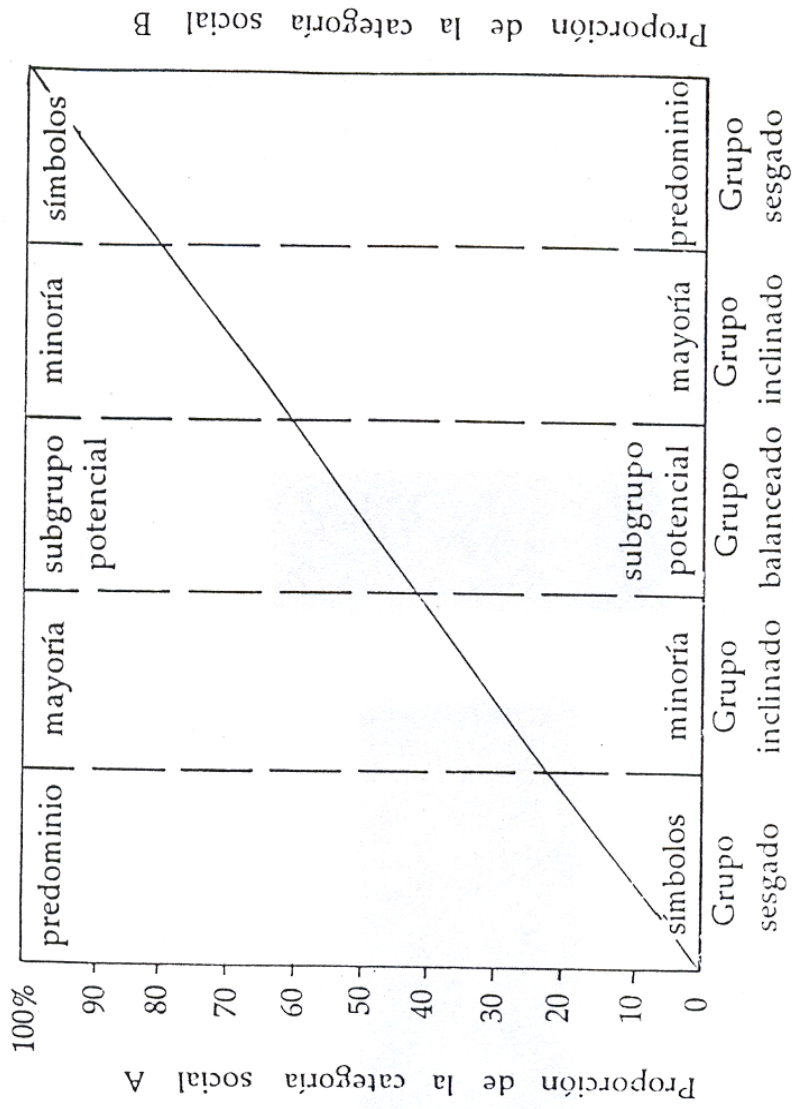 Proporción de la categoría social B
símbolos
predominio
Grupo
sesgado
minoría
mayoría
Grupo
inclinado
subgrupo
potencial
subgrupo
potencial
Grupo
balanceado
mayoría
minoría
Grupo
inclinado
predominio
símbolos
Grupo
sesgado
100%
90
80
70
60
50
40
30
20
10
0
Proporción de la categoría social A